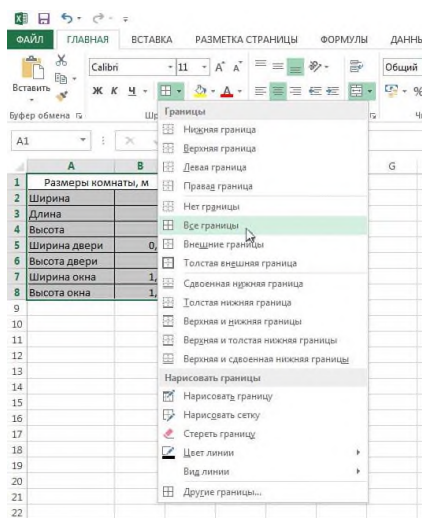 ФАЙЛ ГЛАВНАЯ ВСТАВКА РАЗМЕТКА СТРАНИЦЫ ФОРМУЛЫ ДАННЫ
Вставить
Calibri 11 A A Общий
Ж К Ч %
Буфер обмена Шр Ч
A1
A B G
1 Размеры комнаты, м
2 Ширина
3 Длина
4 Высота
5 Ширина двери 0,
6 Высота двери
7 Ширина окна 1,
8 Высота окна 1,
9
10
11
12
13
14
15
16
17
18
19
20
21
22
Границы
Нижняя граница
Верхняя граница
Левая граница
Правая граница
Нет границы
Все границы
Внешние границы
Толстая внешняя граница
Сдвоенная нижняя граница
Толстая нижняя граница
Верхняя и нижняя границы
Верхняя и толстая нижняя границы
Верхняя и сдвоенная нижняя границы
Нарисовать границы
Нарисовать границу
Нарисовать сетку
Стереть границу
Цвет линии
Вид линии
Другие границы...